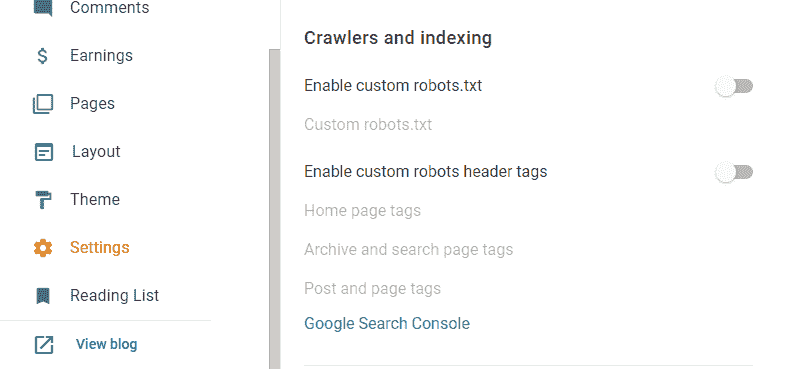 Comments
Earnings
Pages
Layout
Theme
Settings
Reading List
View blog
Crawlers and indexing
Enable custom robots.txt
Custom robots.txt
Enable custom robots header tags
Home page tags
Archive and search page tags
Post and page tags
Google Search Console